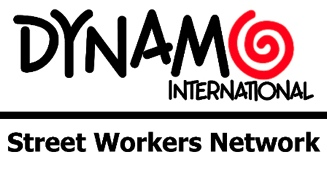 DYNAMO
INTERNATIONAL
Street Workers Network